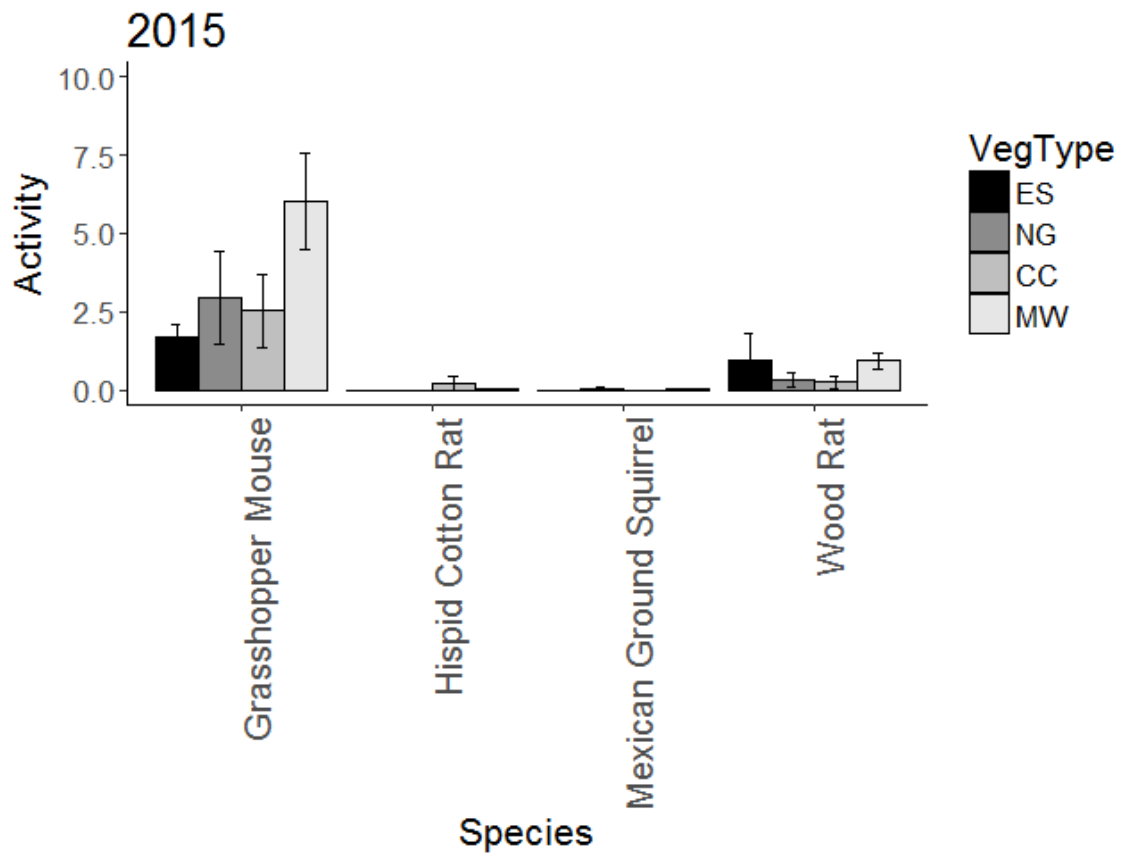 2015
10.0
7.5
5.0
2.5
0.0
Activity
Grasshopper Mouse
Hispid Cotton Rat
Mexican Ground Squirrel
Wood Rat
Species
VegType
ES
NG
CC
MW